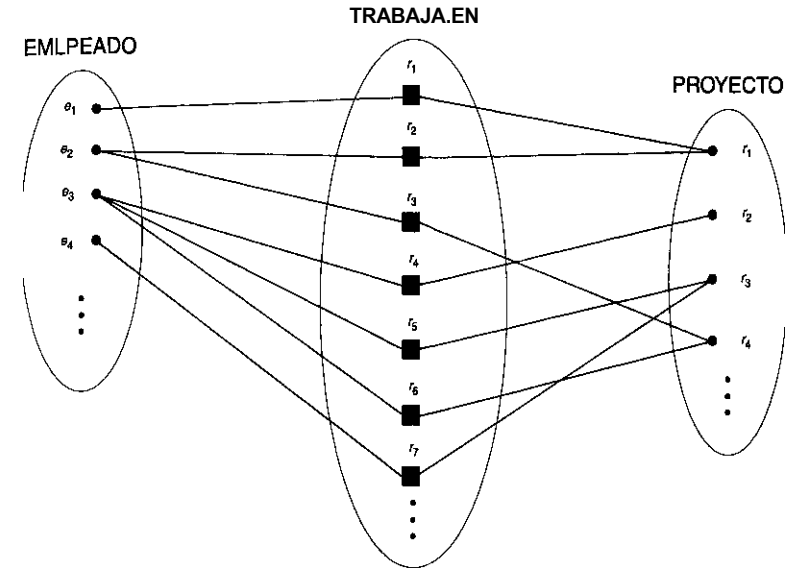 TRABAJA.EN
EMLPEADO
PROYECTO
e₁
e₂
e₃
e₄
r₁
r₂
r₃
r₄
r₅
r₆
r₇
r₁
r₂
r₃
r₄